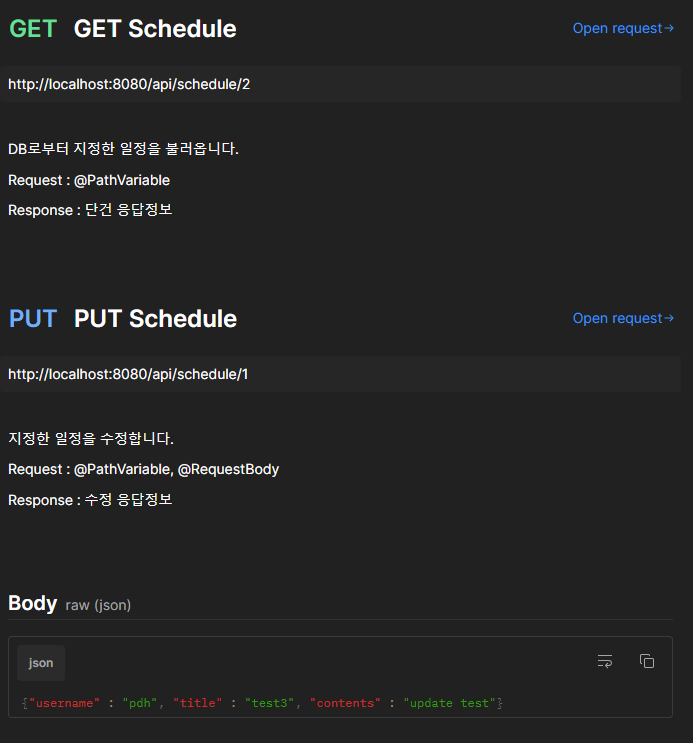 GET GET Schedule Open request→
http://localhost:8080/api/schedule/2
DB로부터 지정한 일정을 불러옵니다.
Request : @PathVariable
Response : 단건 응답정보
PUT PUT Schedule Open request→
http://localhost:8080/api/schedule/1
지정한 일정을 수정합니다.
Request : @PathVariable, @RequestBody
Response : 수정 응답정보
Body raw (json)
json
{"username" : "pdh", "title" : "test3", "contents" : "update test"}